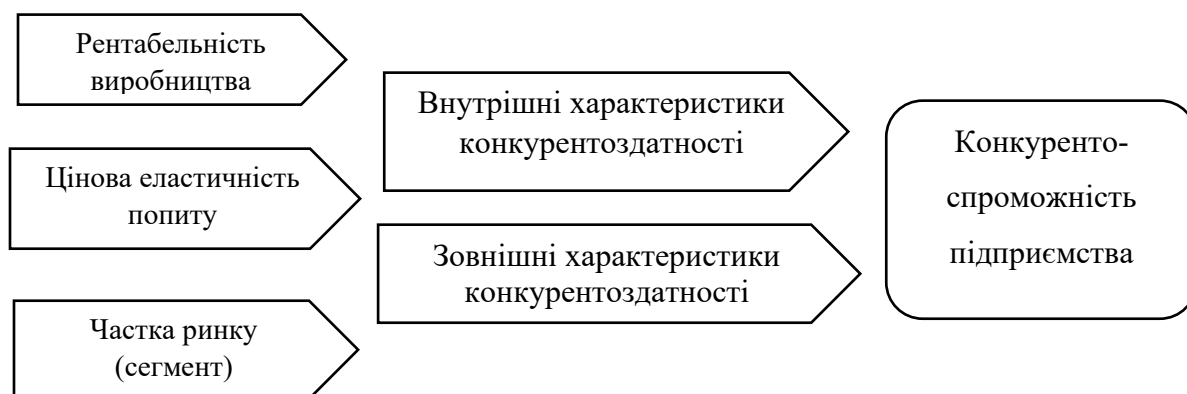 Рентабельність
виробництва
Цінова еластичність
попиту
Частка ринку
(сегмент)
Внутрішні характеристики
конкурентоздатності
Зовнішні характеристики
конкурентоздатності
Конкуренто-
спроможність
підприємства